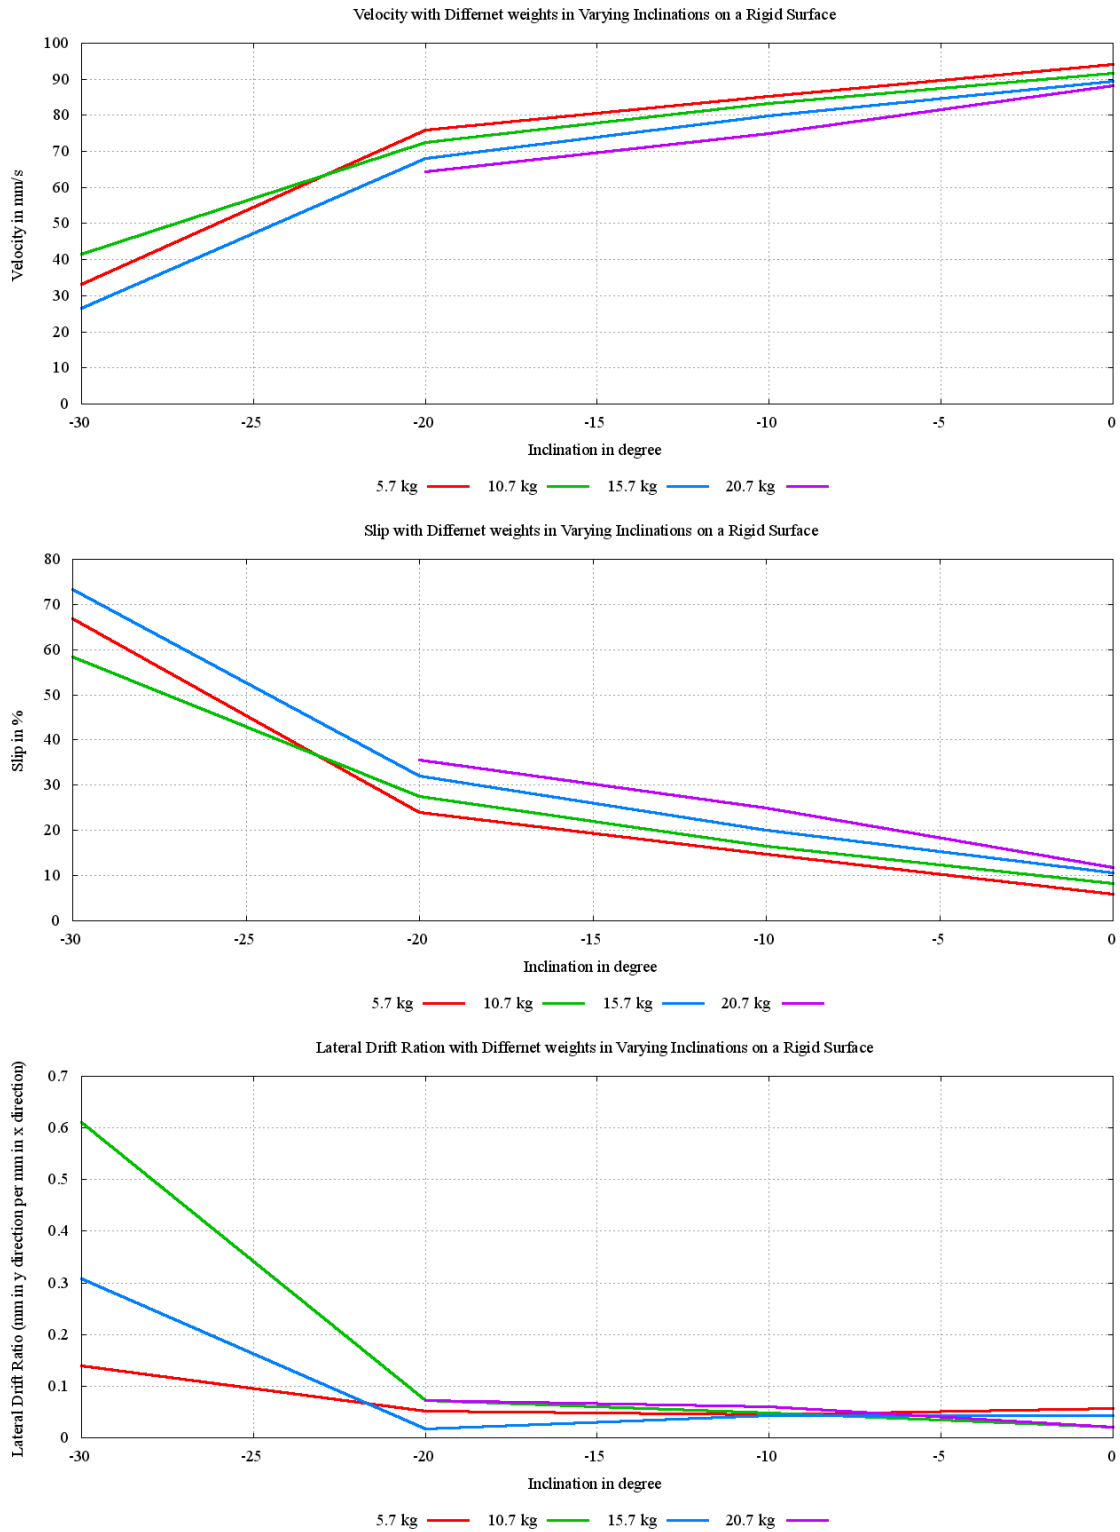 Velocity with Differnet weights in Varying Inclinations on a Rigid Surface
100
90
80
70
60
50
40
30
20
10
0
Velocity in mm/s
-30 -25 -20 -15 -10 -5 0
Inclination in degree
5.7 kg 10.7 kg 15.7 kg 20.7 kg
Slip with Differnet weights in Varying Inclinations on a Rigid Surface
80
70
60
50
40
30
20
10
0
Slip in %
-30 -25 -20 -15 -10 -5 0
Inclination in degree
5.7 kg 10.7 kg 15.7 kg 20.7 kg
Lateral Drift Ration with Differnet weights in Varying Inclinations on a Rigid Surface
0.7
0.6
0.5
0.4
0.3
0.2
0.1
0
Lateral Drift Ratio (mm in y direction per mm in x direction)
-30 -25 -20 -15 -10 -5 0
Inclination in degree
5.7 kg 10.7 kg 15.7 kg 20.7 kg